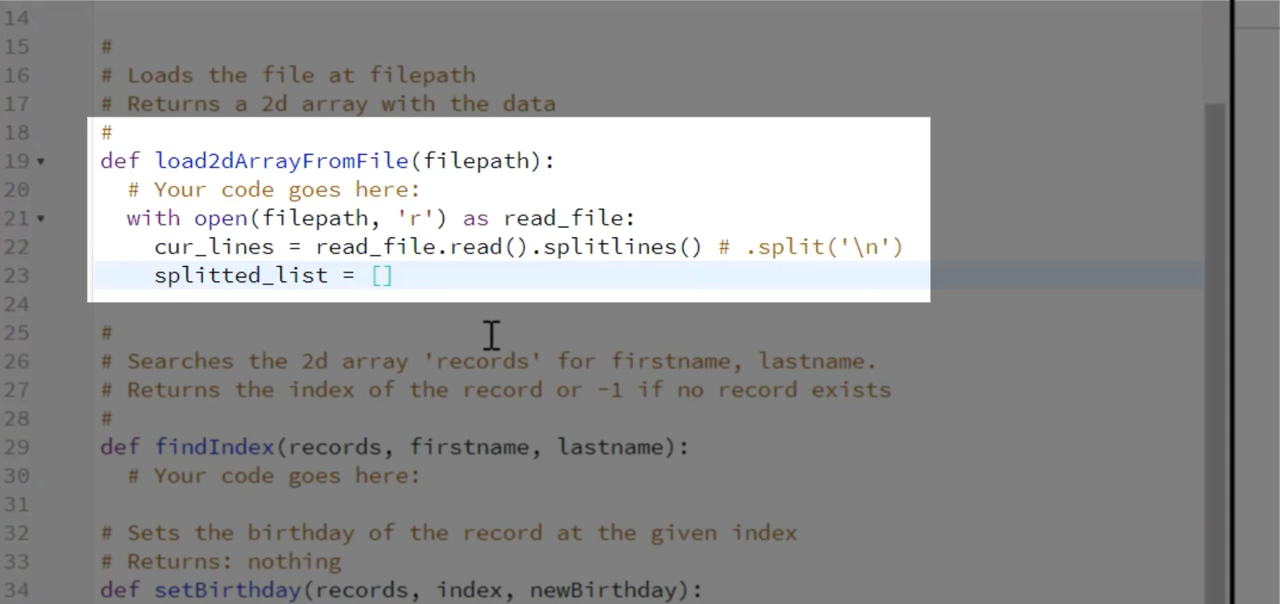 14
15 #
16 # Loads the file at filepath
17 # Returns a 2d array with the data
18 #
19 def load2dArrayFromFile(filepath):
20 # Your code goes here:
21 with open(filepath, 'r') as read_file:
22 cur_lines = read_file.read().splitlines() # .split('\n')
23 splitted_list = []
24
25 #
26 # Searches the 2d array 'records' for firstname, lastname.
27 # Returns the index of the record or -1 if no record exists
28 #
29 def findIndex(records, firstname, lastname):
30 # Your code goes here:
31
32 # Sets the birthday of the record at the given index
33 # Returns: nothing
34 def setBirthday(records, index, newBirthday):